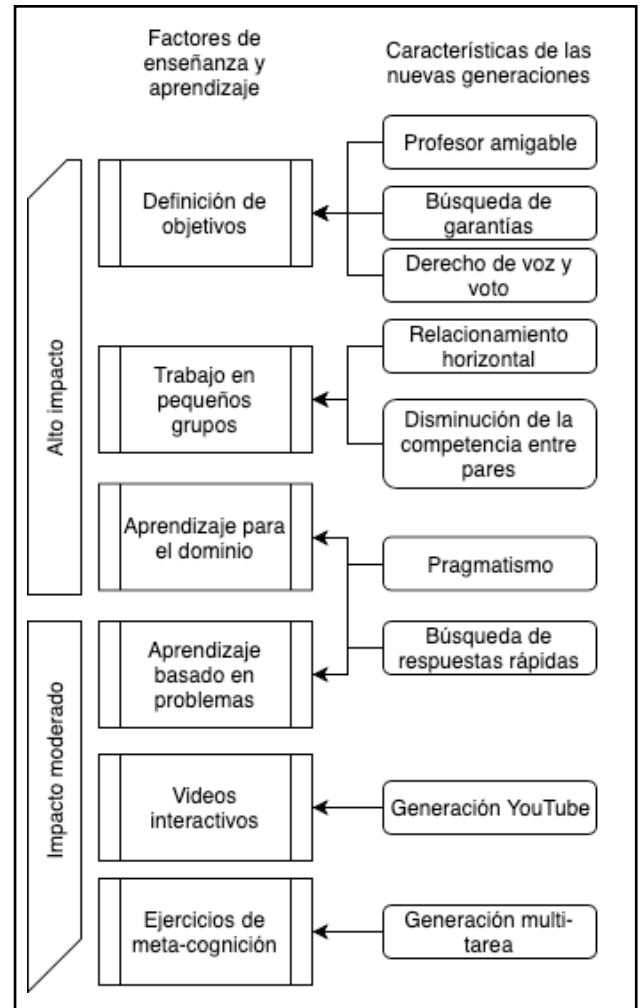 Factores de
enseñanza y
aprendizaje
Características de las
nuevas generaciones
Alto impacto
Definición de
objetivos
Profesor amigable
Búsqueda de
garantías
Derecho de voz y
voto
Trabajo en
pequeños
grupos
Relacionamiento
horizontal
Disminución de la
competencia entre
pares
Aprendizaje para
el dominio
Pragmatismo
Impacto moderado
Aprendizaje
basado en
problemas
Búsqueda de
respuestas rápidas
Videos
interactivos
Generación YouTube
Ejercicios de
meta-cognición
Generación multi-
tarea